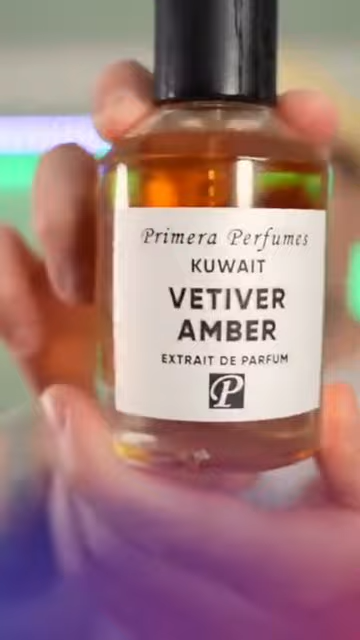 Primera Perfumes
KUWAIT
VETIVER
AMBER
EXTRAIT DE PARFUM
P